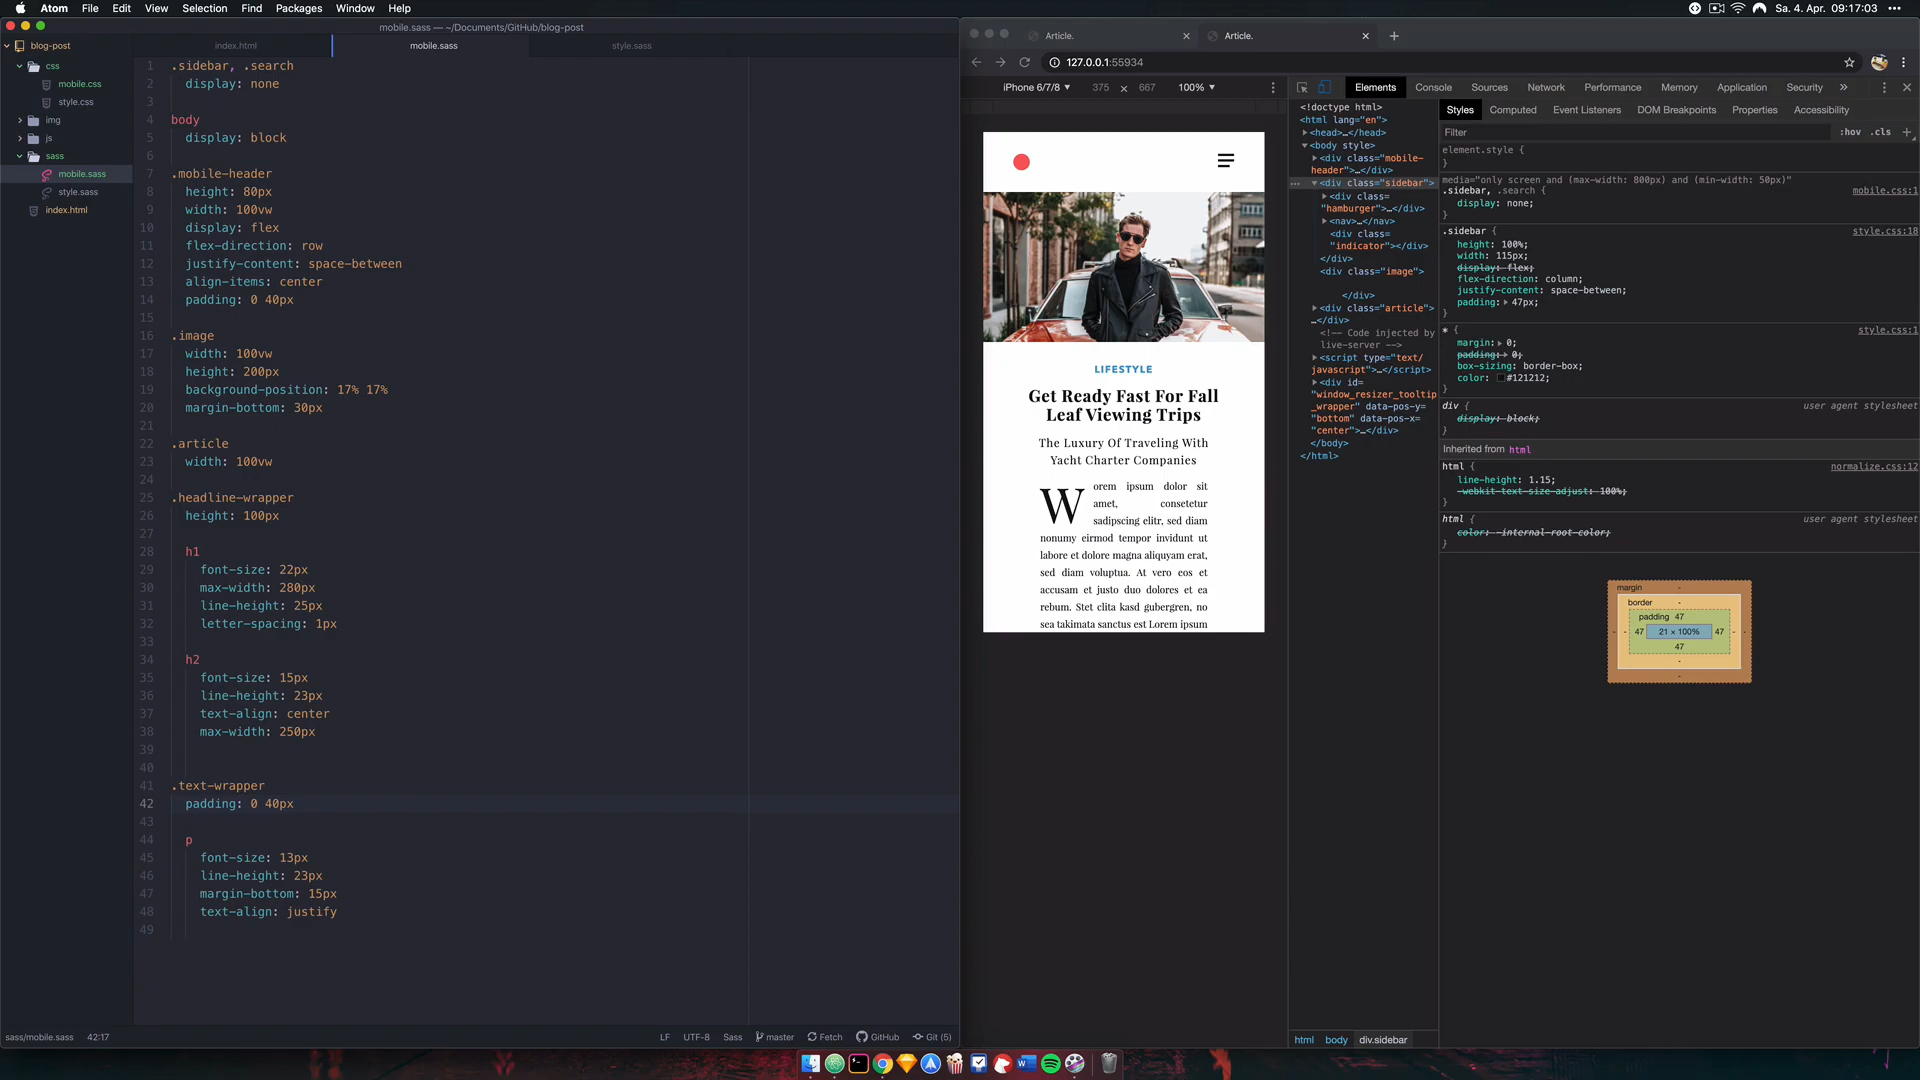 Atom File Edit View Selection Find Packages Window Help
Sa. 4. Apr. 09:17:03
mobile.sass — ~/Documents/GitHub/blog-post
blog-post
css
mobile.css
style.css
img
js
sass
mobile.sass
style.sass
index.html
index.html
mobile.sass
style.sass
1 .sidebar, .search
2 display: none
3
4 body
5 display: block
6
7 .mobile-header
8 height: 80px
9 width: 100vw
10 display: flex
11 flex-direction: row
12 justify-content: space-between
13 align-items: center
14 padding: 0 40px
15
16 .image
17 width: 100vw
18 height: 200px
19 background-position: 17% 17%
20 margin-bottom: 30px
21
22 .article
23 width: 100vw
24
25 .headline-wrapper
26 height: 100px
27
28 h1
29 font-size: 22px
30 max-width: 280px
31 line-height: 25px
32 letter-spacing: 1px
33
34 h2
35 font-size: 15px
36 line-height: 23px
37 text-align: center
38 max-width: 250px
39
40
41 .text-wrapper
42 padding: 0 40px
43
44 p
45 font-size: 13px
46 line-height: 23px
47 margin-bottom: 15px
48 text-align: justify
49
sass/mobile.sass 42:17
LF UTF-8 Sass master Fetch GitHub Git (5)
Article.
Article.
127.0.0.1:55934
iPhone 6/7/8 375 × 667 100%
LIFESTYLE
Get Ready Fast For Fall
Leaf Viewing Trips
The Luxury Of Traveling With
Yacht Charter Companies
Worem ipsum dolor sit
amet, consetetur
sadipscing elitr, sed diam
nonumy eirmod tempor invidunt ut
labore et dolore magna aliquyam erat,
sed diam voluptua. At vero eos et
accusam et justo duo dolores et ea
rebum. Stet clita kasd gubergren, no
sea takimata sanctus est Lorem ipsum
Elements Console Sources Network Performance Memory Application Security
<!doctype html>
<html lang="en">
<head>…</head>
<body style>
<div class="mobile-
header">…</div>
<div class="sidebar">
<div class=
"hamburger">…</div>
<nav>…</nav>
<div class=
"indicator"></div>
</div>
<div class="image">
</div>
<div class="article">
…</div>
<!-- Code injected by
live-server -->
<script type="text/
javascript">…</script>
<div id=
"window_resizer_tooltip
_wrapper" data-pos-y=
"bottom" data-pos-x=
"center">…</div>
</body>
</html>
html body div.sidebar
Styles Computed Event Listeners DOM Breakpoints Properties Accessibility
Filter :hov .cls
element.style {
}
media="only screen and (max-width: 800px) and (min-width: 50px)"
.sidebar, .search { mobile.css:1
display: none;
}
.sidebar { style.css:18
height: 100%;
width: 115px;
display: flex;
flex-direction: column;
justify-content: space-between;
padding: 47px;
}
* { style.css:1
margin: 0;
padding: 0;
box-sizing: border-box;
color: #121212;
}
div { user agent stylesheet
display: block;
}
Inherited from html
html { normalize.css:12
line-height: 1.15;
-webkit-text-size-adjust: 100%;
}
html { user agent stylesheet
color: -internal-root-color;
}
margin -
border -
padding 47
- - 47 21 × 100% 47 - -
47
-
-